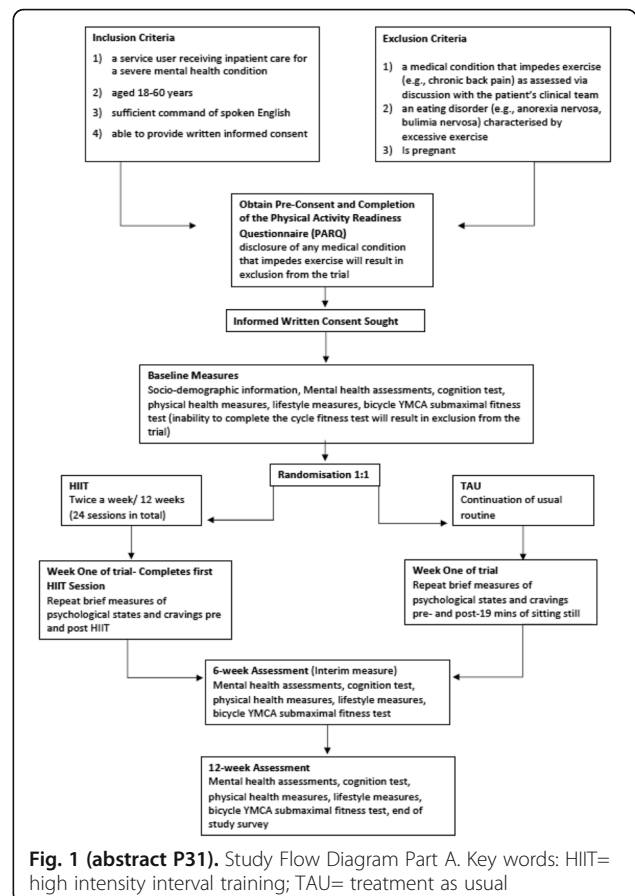 Inclusion Criteria
1) a service user receiving inpatient care for
a severe mental health condition
2) aged 18-60 years
3) sufficient command of spoken English
4) able to provide written informed consent
Exclusion Criteria
1) a medical condition that impedes exercise
(e.g., chronic back pain) as assessed via
discussion with the patient's clinical team
2) an eating disorder (e.g., anorexia nervosa,
bulimia nervosa) characterised by
excessive exercise
3) Is pregnant
Obtain Pre-Consent and Completion
of the Physical Activity Readiness
Questionnaire (PARQ)
disclosure of any medical condition
that impedes exercise will result in
exclusion from the trial
Informed Written Consent Sought
Baseline Measures
Socio-demographic information, Mental health assessments, cognition test,
physical health measures, lifestyle measures, bicycle YMCA submaximal fitness
test (inability to complete the cycle fitness test will result in exclusion from the
trial)
Randomisation 1:1
HIIT
Twice a week/ 12 weeks
(24 sessions in total)
TAU
Continuation of usual
routine
Week One of trial- Completes first
HIIT Session
Repeat brief measures of
psychological states and cravings pre
and post HIIT
Week One of trial
Repeat brief measures of
psychological states and cravings
pre- and post-19 mins of sitting still
6-week Assessment (Interim measure)
Mental health assessments, cognition test,
physical health measures, lifestyle measures,
bicycle YMCA submaximal fitness test
12-week Assessment
Mental health assessments, cognition test,
physical health measures, lifestyle measures,
bicycle YMCA submaximal fitness test, end of
study survey
Fig. 1 (abstract P31). Study Flow Diagram Part A. Key words: HIIT=
high intensity interval training; TAU= treatment as usual